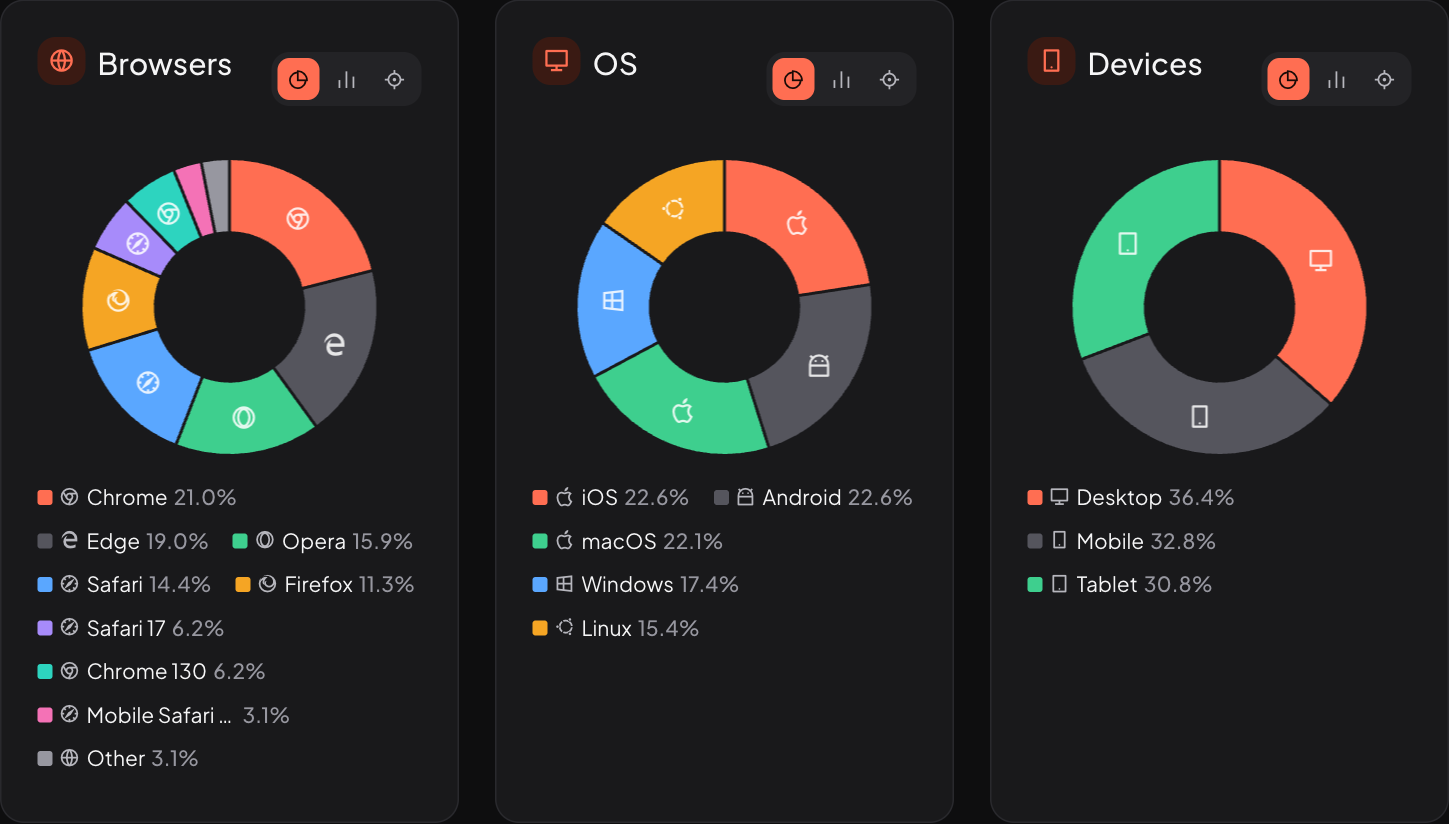 Browsers
Chrome 21.0%
Edge 19.0% Opera 15.9%
Safari 14.4% Firefox 11.3%
Safari 17 6.2%
Chrome 130 6.2%
Mobile Safari ... 3.1%
Other 3.1%
OS
iOS 22.6% Android 22.6%
macOS 22.1%
Windows 17.4%
Linux 15.4%
Devices
Desktop 36.4%
Mobile 32.8%
Tablet 30.8%